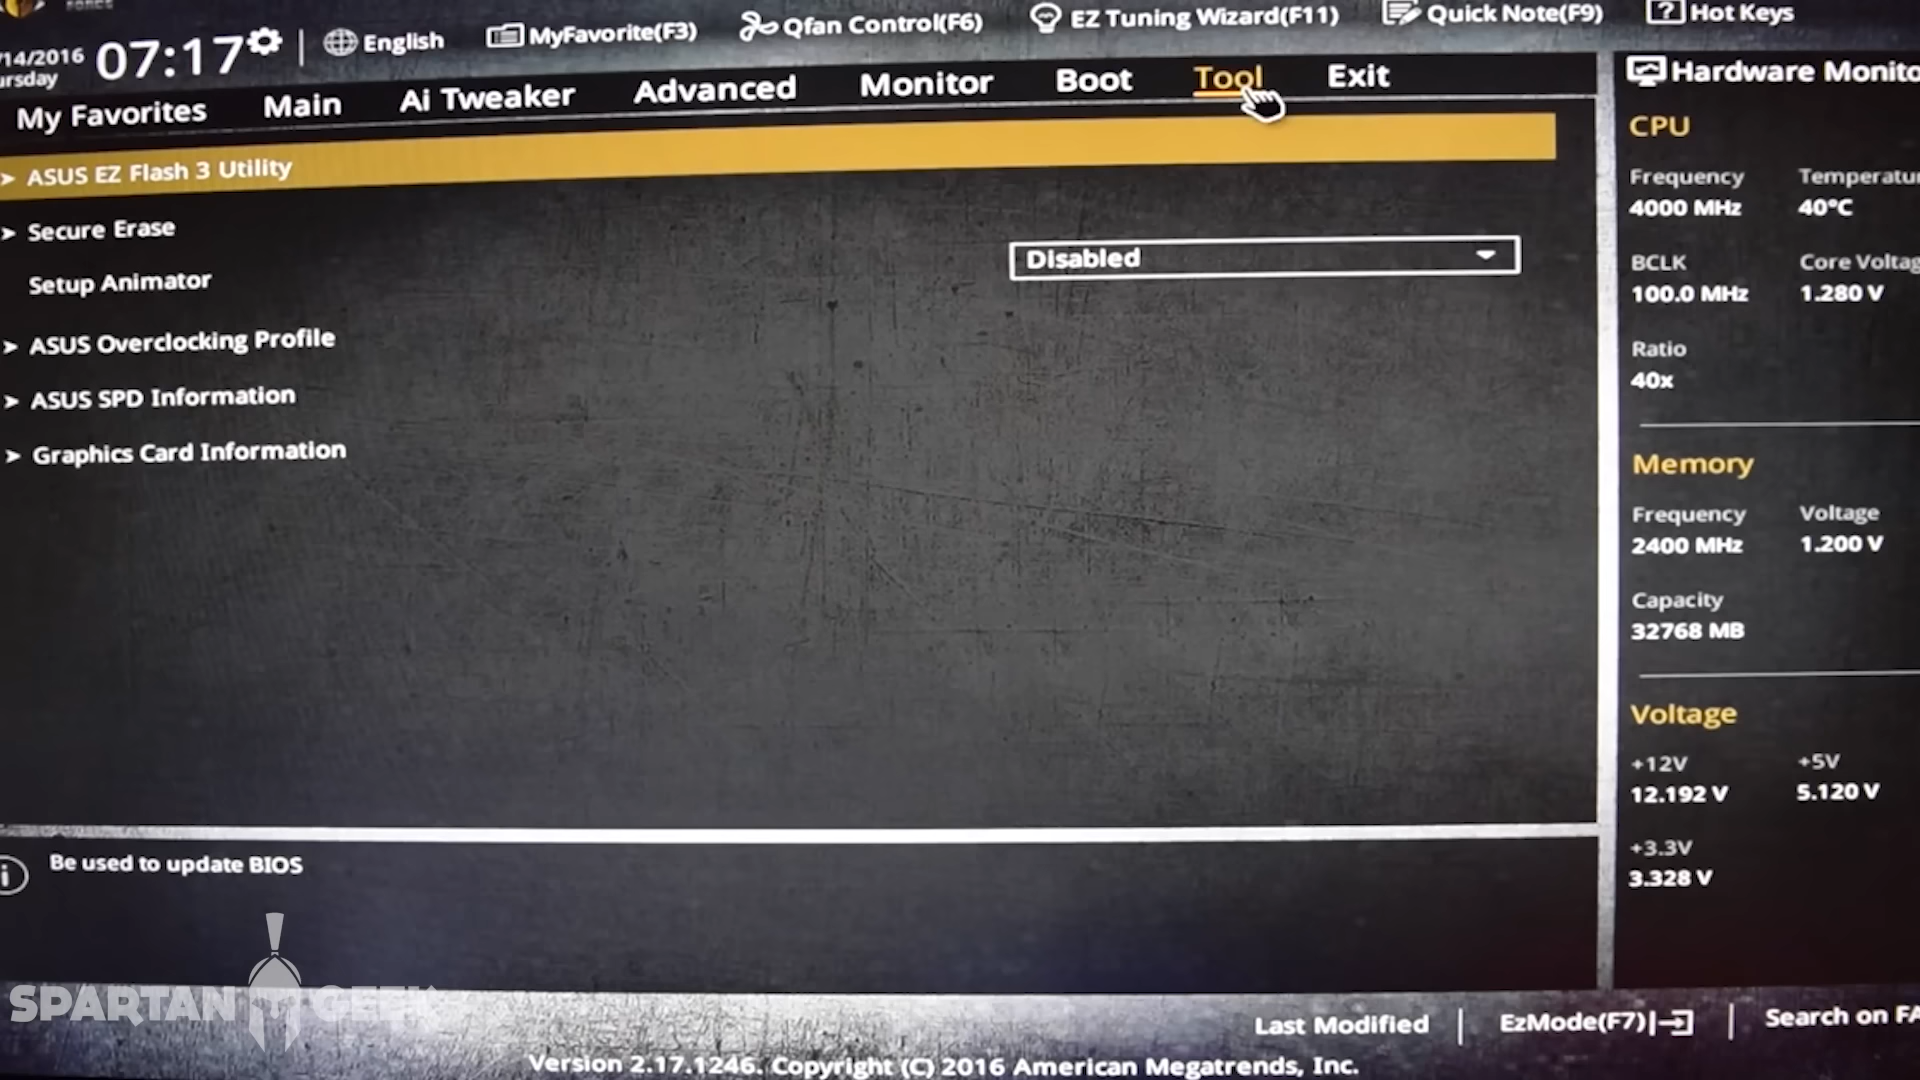 /14/2016
07:17
English
MyFavorite(F3)
Qfan Control(F6)
EZ Tuning Wizard(F11)
Quick Note(F9)
? Hot Keys
My Favorites
Main
Ai Tweaker
Advanced
Monitor
Boot
Tool
Exit
ASUS EZ Flash 3 Utility
Secure Erase
Setup Animator
Disabled
ASUS Overclocking Profile
ASUS SPD Information
Graphics Card Information
Hardware
CPU
Frequency
4000 MHz
40°C
BCLK
Core
100.0 MHz
1.280 V
Ratio
40x
Memory
Frequency Voltage
2400 MHz 1.200 V
Capacity
32768 MB
Voltage
+12V +5V
12.192 V 5.120 V
+3.3V
3.328 V
i Be used to update BIOS
SPARTAN GEEK
Last Modified
EzMode(F7)
Search on
Version 2.17.1246. Copyright (C) 2016 American Megatrends, Inc.